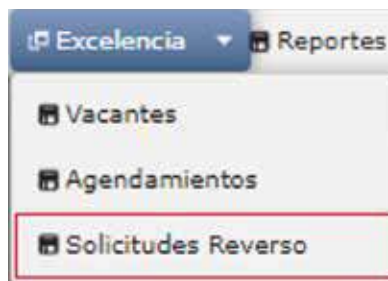 Excelencia Reportes
Vacantes
Agendamientos
Solicitudes Reverso